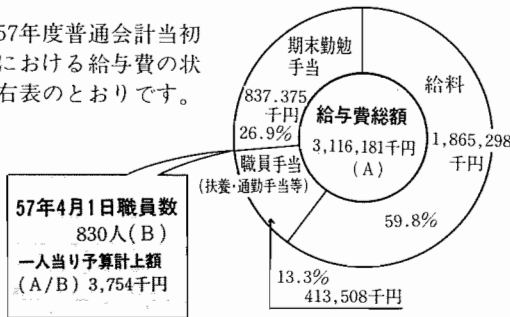 57年度普通会計当初
における給与費の状
右表のとおりです。
期末勤勉
手当
837.375
千円
26.9%
給料
1,865,298
千円
59.8%
給与費総額
3,116,181千円
(A)
職員手当
(扶養・通勤手当等)
13.3%
413,508千円
57年4月1日職員数
830人(B)
一人当り予算計上額
(A/B) 3,754千円